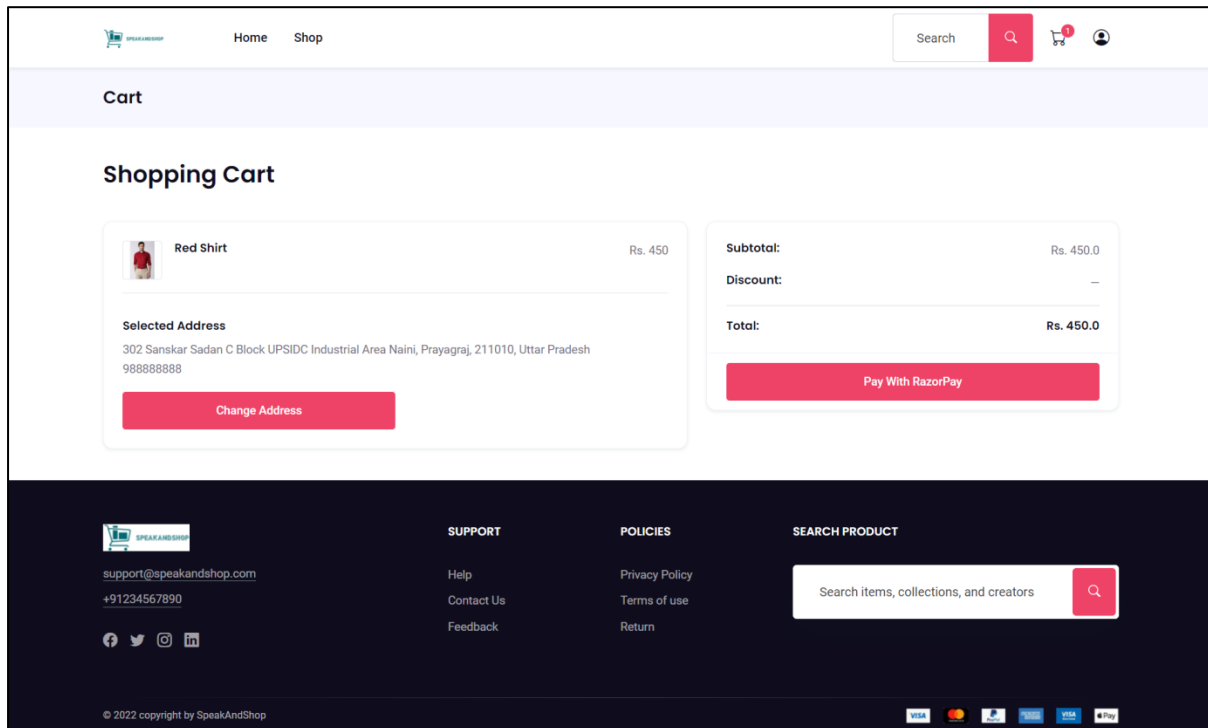 SPEAKANDSHOP
Home Shop
Search
1
Cart
Shopping Cart
Red Shirt
Rs. 450
Selected Address
302 Sanskar Sadan C Block UPSIDC Industrial Area Naini, Prayagraj, 211010, Uttar Pradesh
988888888
Change Address
Subtotal: Rs. 450.0
Discount: —
Total: Rs. 450.0
Pay With RazorPay
SPEAKANDSHOP
support@speakandshop.com
+91234567890
SUPPORT
Help
Contact Us
Feedback
POLICIES
Privacy Policy
Terms of use
Return
SEARCH PRODUCT
Search items, collections, and creators
© 2022 copyright by SpeakAndShop
VISA
PayPal
VISA
Pay